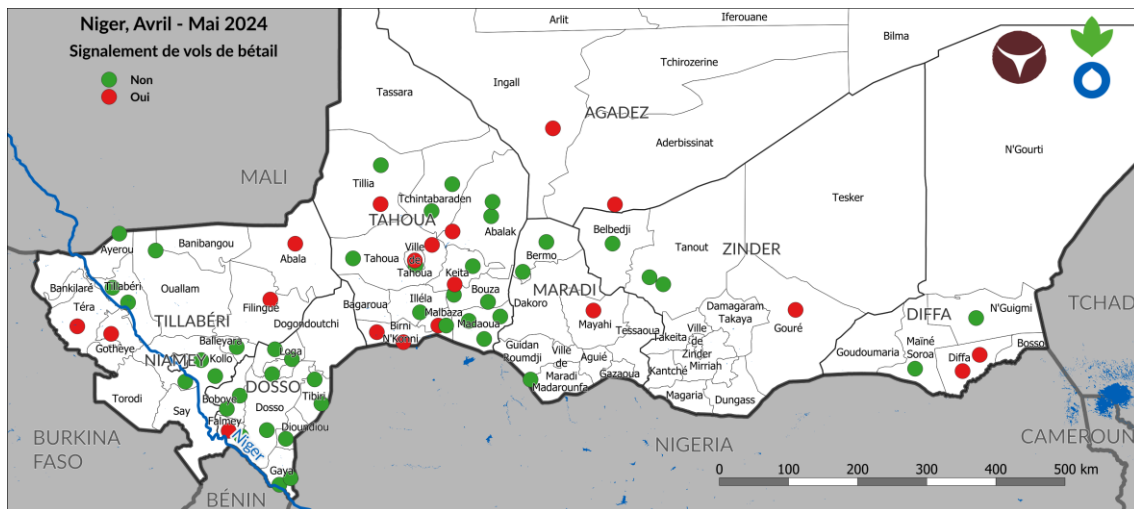 Niger, Avril - Mai 2024
Signalement de vols de bétail
Non
Oui
Arlit
Iferouane
Bilma
Tchirozerine
Ingall
Tassara
AGADEZ
Aderbissinat
N'Gourti
MALI
Tillia
Tchintabaraden
Tesker
TAHOUA
Abalak
Belbedji
Ayerou
Banibangou
Abala
Ville
de
Tahoua
Tahoua
Bermo
Tanout
ZINDER
Keita
Bankilaré
Tillabéri
Ouallam
Filingué
Bagaroua
Illéla
Bouza
Dakoro
MARADI
Damagaram
Takaya
N'Guigmi
TCHAD
Téra
TILLABÉRI
Dogondoutchi
Birni
N'Konni
Malbaza
Madaoua
Mayahi
Tessaoua
Gouré
DIFFA
Gothèye
Balleyara
Takeita
Ville
de
Zinder
Goudoumaria
Maïné
Soroa
Diffa
Bosso
NIAMEY
Kollo
Loga
Guidan
Roumdji
Ville
de
Maradi
Aguié
Gazaoua
Kantché
Mirriah
Madarounfa
Magaria
Dungass
Torodi
Say
Boboye
DOSSO
Dosso
Tibiri
Falmey
Dioundiou
BURKINA
FASO
Niger
NIGERIA
CAMEROUN
Gaya
BÉNIN
0 100 200 300 400 500 km